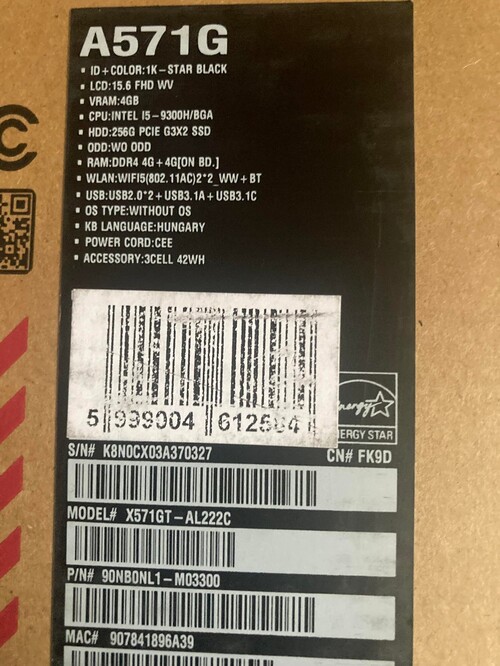 A571G
▪ ID+COLOR:1K-STAR BLACK
▪ LCD:15.6 FHD WV
▪ VRAM:4GB
▪ CPU:INTEL I5-9300H/BGA
▪ HDD:256G PCIE G3X2 SSD
▪ ODD:WO ODD
▪ RAM:DDR4 4G+4G[ON BD.]
▪ WLAN:WIFI5(802.11AC)2*2_WW+BT
▪ USB:USB2.0*2+USB3.1A+USB3.1C
▪ OS TYPE:WITHOUT OS
▪ KB LANGUAGE:HUNGARY
▪ POWER CORD:CEE
▪ ACCESSORY:3CELL 42WH
5 999004 612504
energy
ENERGY STAR
S/N# K8N0CX03A370327 CN# FK9D
MODEL# X571GT-AL222C
P/N# 90NB0NL1-M03300
MAC# 907841896A39